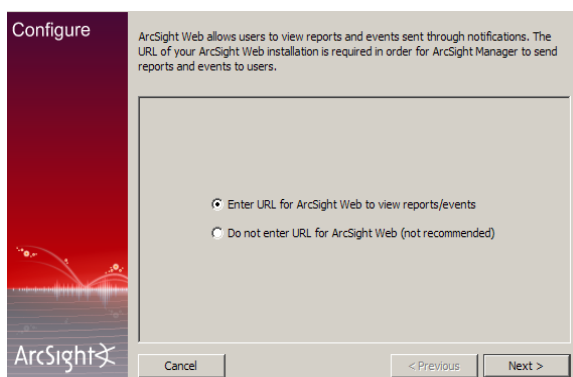 Configure
ArcSight Web allows users to view reports and events sent through notifications. The
URL of your ArcSight Web installation is required in order for ArcSight Manager to send
reports and events to users.
Enter URL for ArcSight Web to view reports/events
Do not enter URL for ArcSight Web (not recommended)
ArcSight
Cancel
< Previous
Next >